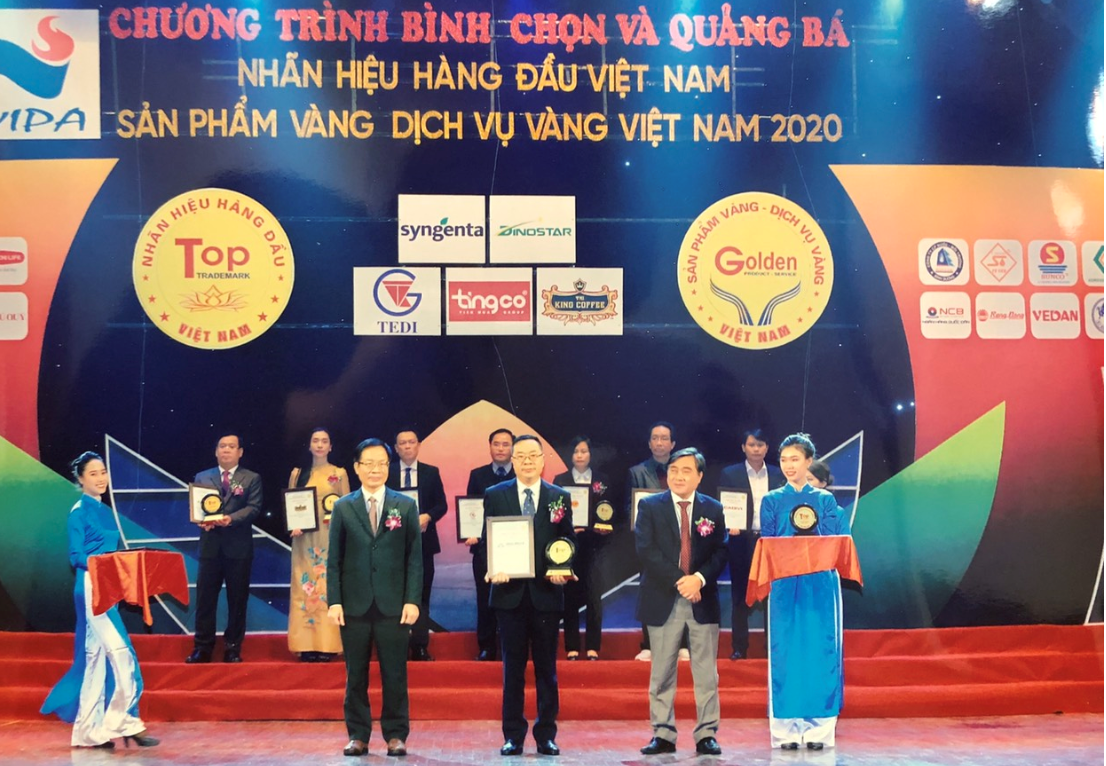 CHƯƠNG TRÌNH BÌNH CHỌN VÀ QUẢNG BÁ
NHÃN HIỆU HÀNG ĐẦU VIỆT NAM
SẢN PHẨM VÀNG DỊCH VỤ VÀNG VIỆT NAM 2020
VIPA
NHÃN HIỆU HÀNG DẦU
Top
TRADEMARK
VIỆT NAM
syngenta
DINOSTAR
TEDI
tingco
KING COFFEE
SẢN PHẨM VÀNG - DỊCH VỤ VÀNG
Golden
PRODUCT - SERVICE
VIỆT NAM
NCB
VEDAN